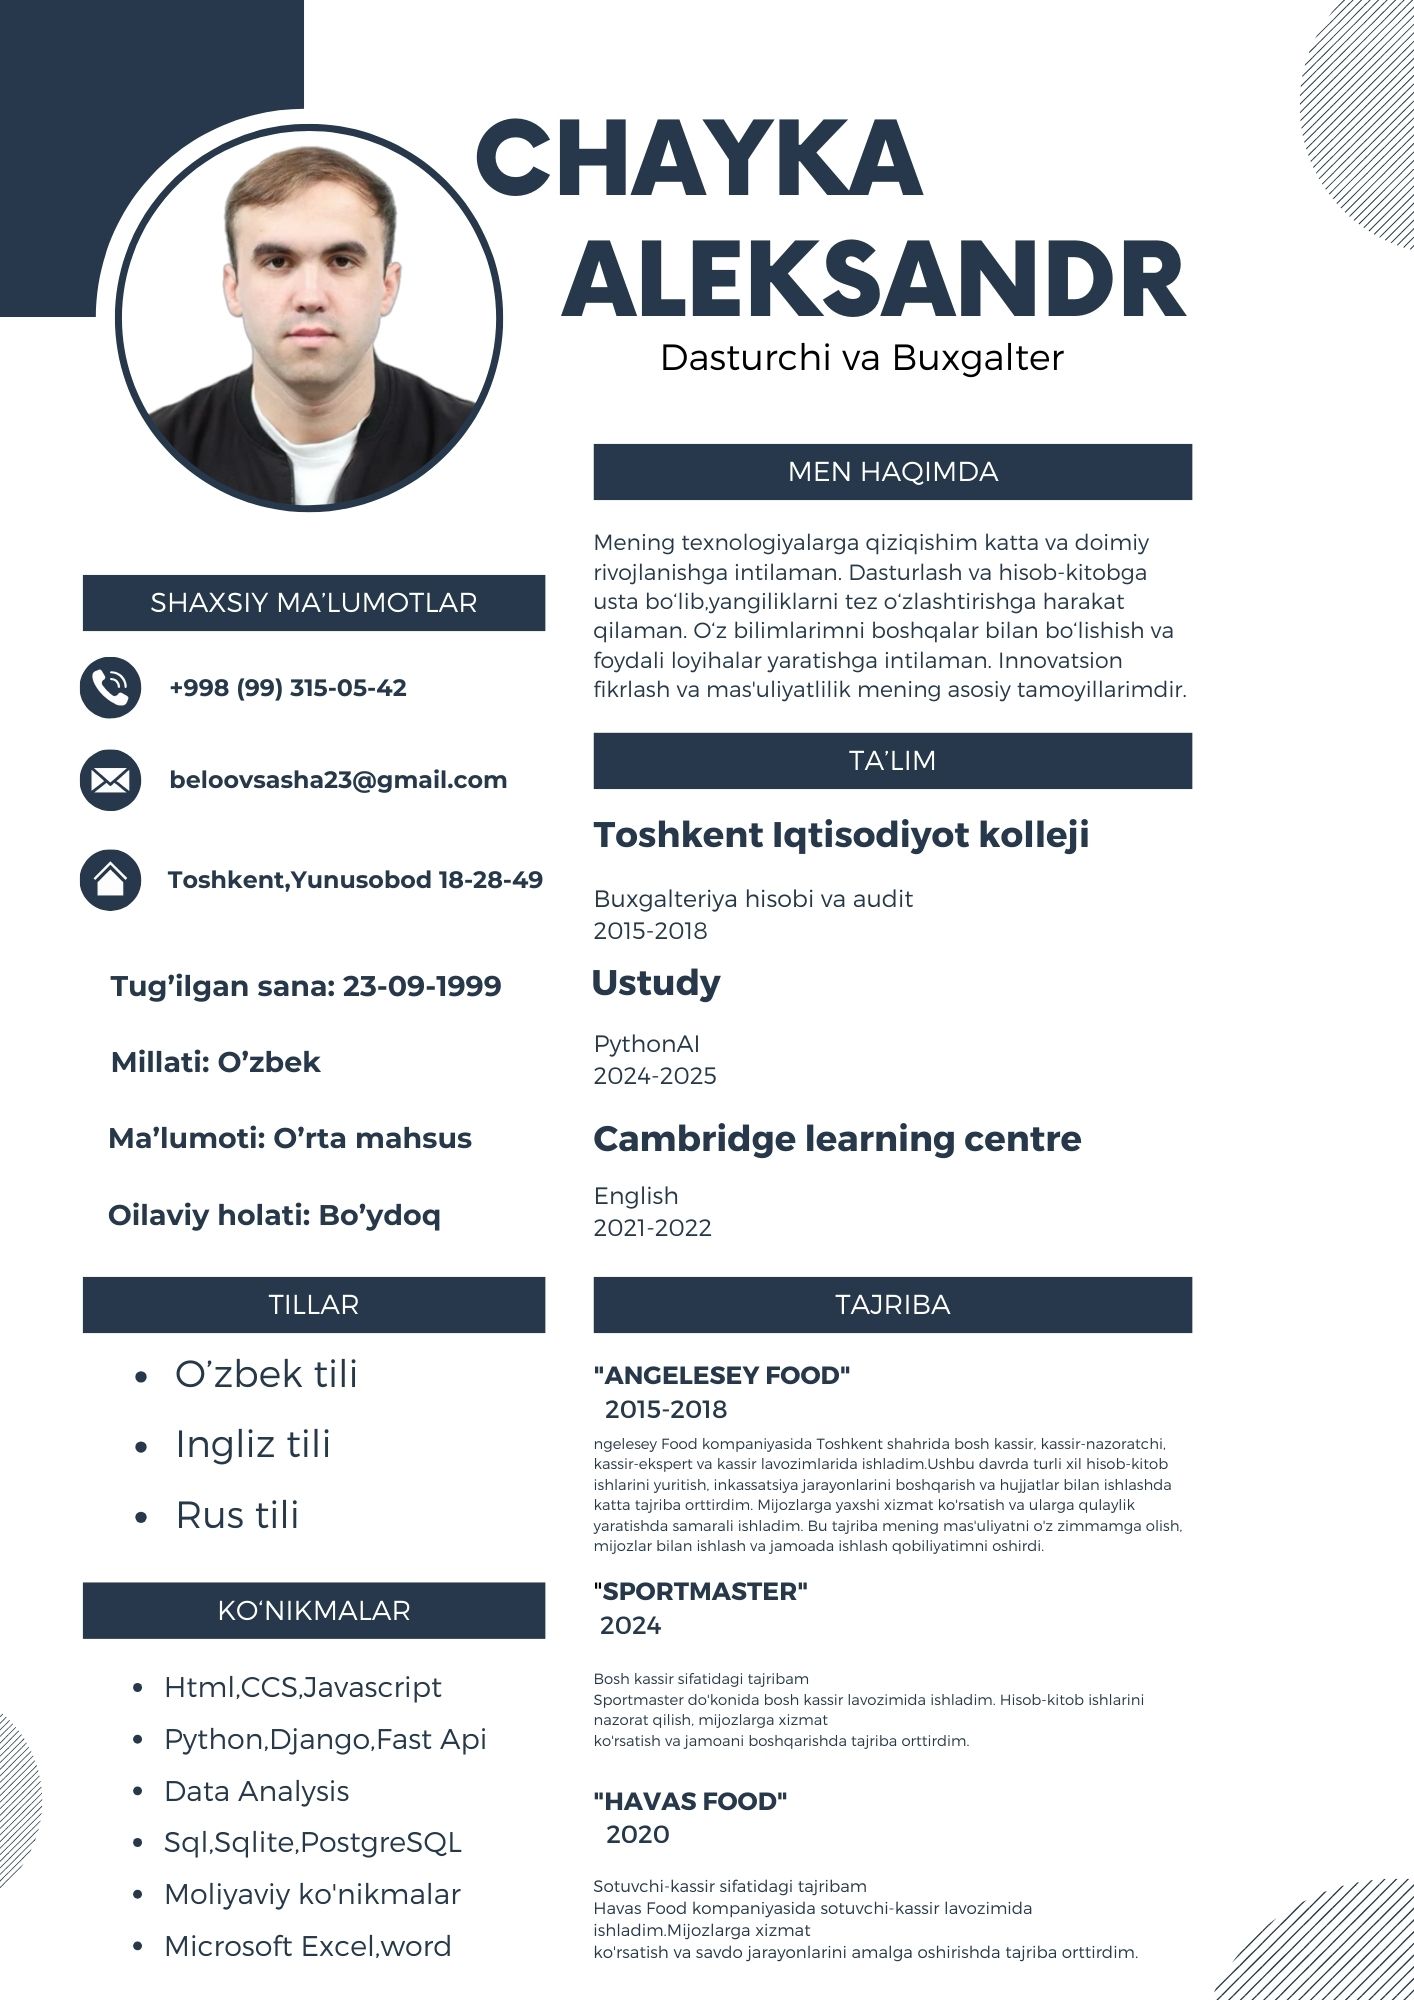 CHAYKA
ALEKSANDR
Dasturchi va Buxgalter
SHAXSIY MA’LUMOTLAR
+998 (99) 315-05-42
beloovsasha23@gmail.com
Toshkent,Yunusobod 18-28-49
Tug’ilgan sana: 23-09-1999
Millati: O’zbek
Ma’lumoti: O’rta mahsus
Oilaviy holati: Bo’ydoq
TILLAR
• O’zbek tili
• Ingliz tili
• Rus tili
KO‘NIKMALAR
• Html,CCS,Javascript
• Python,Django,Fast Api
• Data Analysis
• Sql,Sqlite,PostgreSQL
• Moliyaviy ko'nikmalar
• Microsoft Excel,word
MEN HAQIMDA
Mening texnologiyalarga qiziqishim katta va doimiy
rivojlanishga intilaman. Dasturlash va hisob-kitobga
usta bo‘lib,yangiliklarni tez o‘zlashtirishga harakat
qilaman. O‘z bilimlarimni boshqalar bilan bo‘lishish va
foydali loyihalar yaratishga intilaman. Innovatsion
fikrlash va mas'uliyatlilik mening asosiy tamoyillarimdir.
TA’LIM
Toshkent Iqtisodiyot kolleji
Buxgalteriya hisobi va audit
2015-2018
Ustudy
PythonAI
2024-2025
Cambridge learning centre
English
2021-2022
TAJRIBA
"ANGELESEY FOOD"
2015-2018
ngelesey Food kompaniyasida Toshkent shahrida bosh kassir, kassir-nazoratchi,
kassir-ekspert va kassir lavozimlarida ishladim.Ushbu davrda turli xil hisob-kitob
ishlarini yuritish, inkassatsiya jarayonlarini boshqarish va hujjatlar bilan ishlashda
katta tajriba orttirdim. Mijozlarga yaxshi xizmat ko'rsatish va ularga qulaylik
yaratishda samarali ishladim. Bu tajriba mening mas'uliyatni o'z zimmamga olish,
mijozlar bilan ishlash va jamoada ishlash qobiliyatimni oshirdi.
"SPORTMASTER"
2024
Bosh kassir sifatidagi tajribam
Sportmaster do'konida bosh kassir lavozimida ishladim. Hisob-kitob ishlarini
nazorat qilish, mijozlarga xizmat
ko'rsatish va jamoani boshqarishda tajriba orttirdim.
"HAVAS FOOD"
2020
Sotuvchi-kassir sifatidagi tajribam
Havas Food kompaniyasida sotuvchi-kassir lavozimida
ishladim.Mijozlarga xizmat
ko'rsatish va savdo jarayonlarini amalga oshirishda tajriba orttirdim.